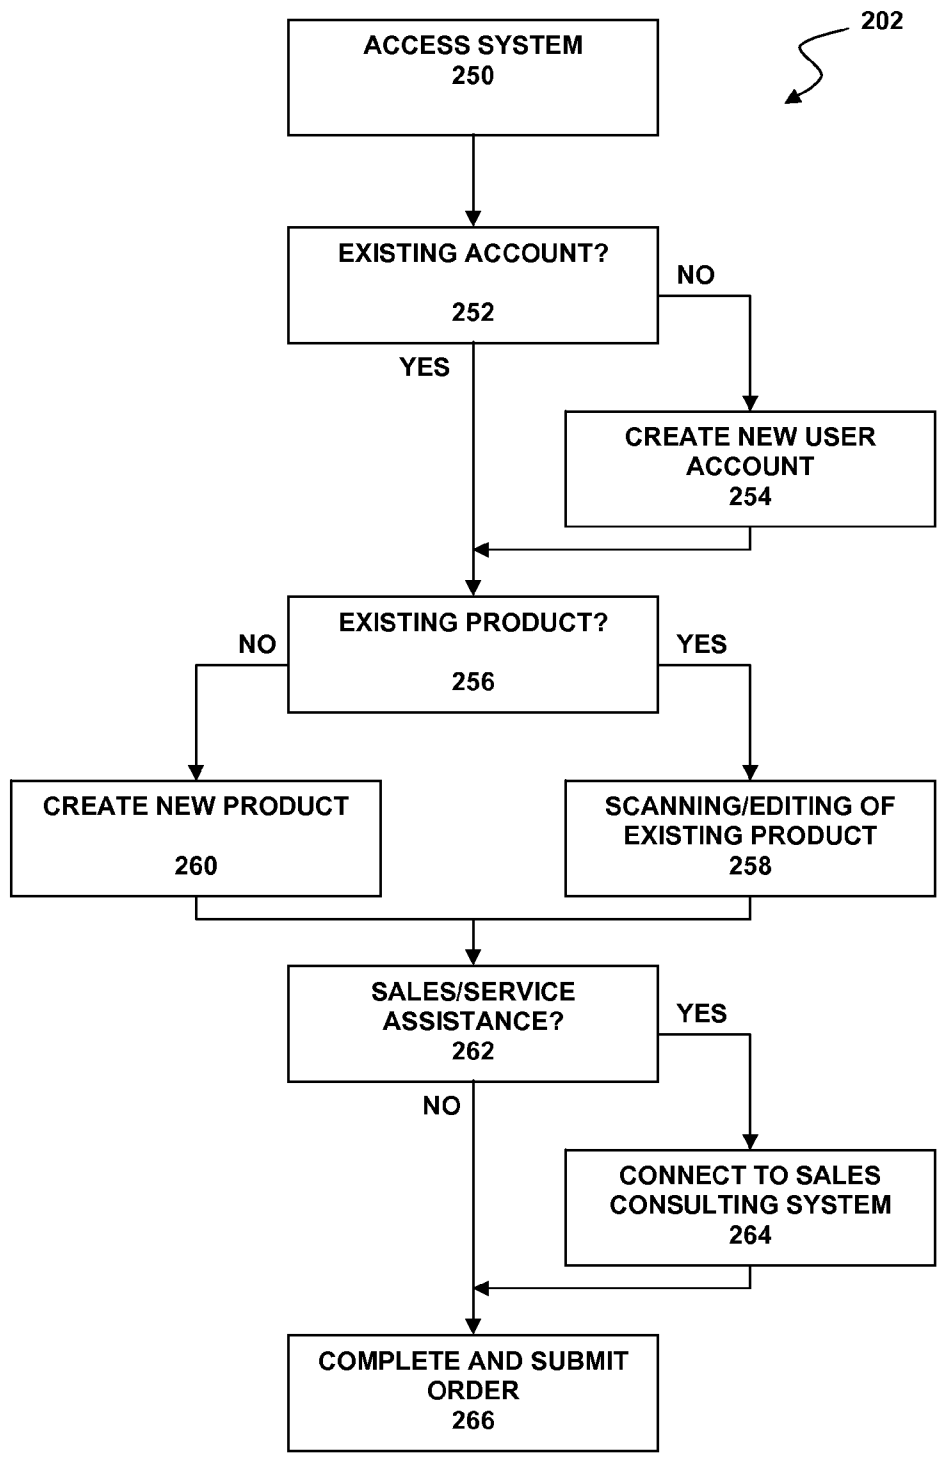 202
ACCESS SYSTEM
250
EXISTING ACCOUNT?
252
NO
YES
CREATE NEW USER
ACCOUNT
254
EXISTING PRODUCT?
256
NO
YES
CREATE NEW PRODUCT
260
SCANNING/EDITING OF
EXISTING PRODUCT
258
SALES/SERVICE
ASSISTANCE?
262
YES
NO
CONNECT TO SALES
CONSULTING SYSTEM
264
COMPLETE AND SUBMIT
ORDER
266